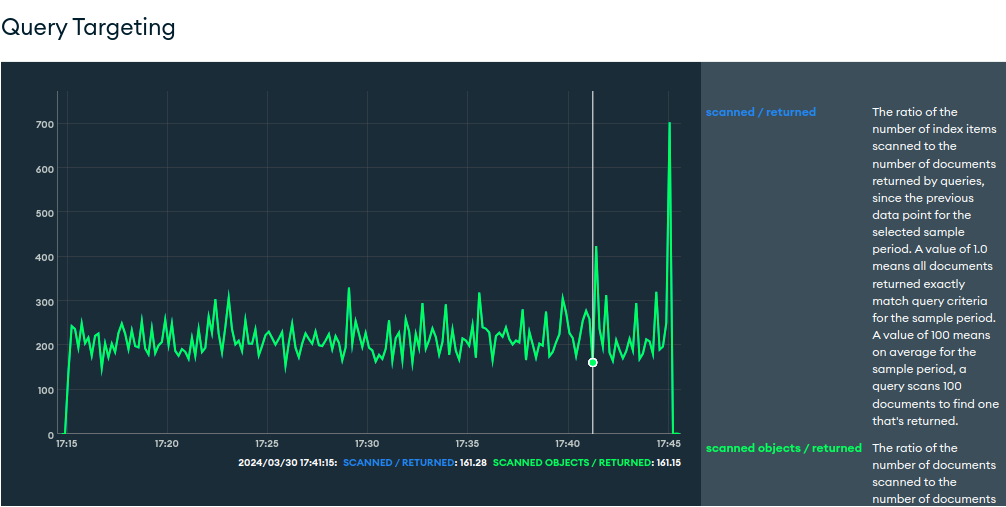 Query Targeting
700
600
500
400
300
200
100
0
17:15 17:20 17:25 17:30 17:35 17:40 17:45
2024/03/30 17:41:15: SCANNED / RETURNED: 161.28 SCANNED OBJECTS / RETURNED: 161.15
scanned / returned
The ratio of the
number of index items
scanned to the
number of documents
returned by queries,
since the previous
data point for the
selected sample
period. A value of 1.0
means all documents
returned exactly
match query criteria
for the sample period.
A value of 100 means
on average for the
sample period, a
query scans 100
documents to find one
that's returned.
scanned objects / returned
The ratio of the
number of documents
scanned to the
number of documents